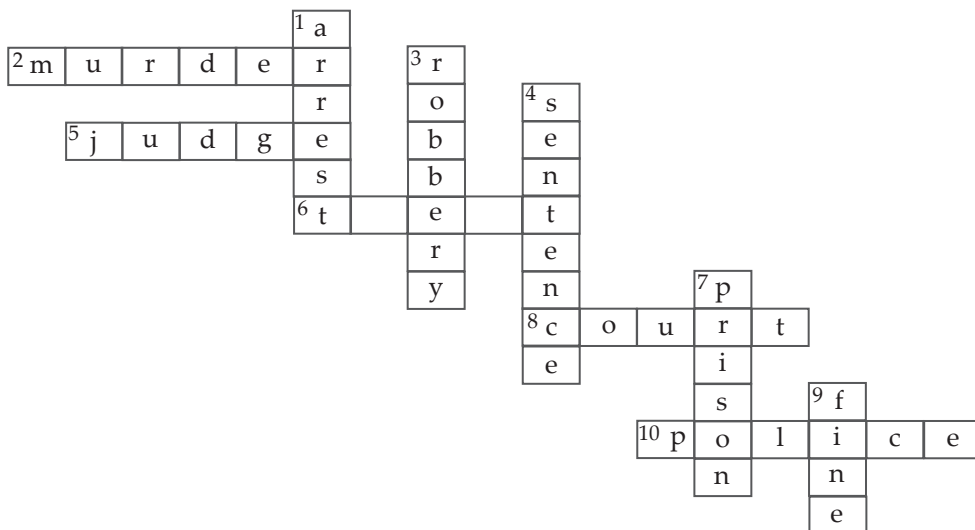 1 a
2 m u r d e r 3 r
r o 4 s
5 j u d g e b e
s b n
6 t e t
r e
y n 7 p
8 c o u r t
e i
s 9 f
10 p o l i c e
n n
e